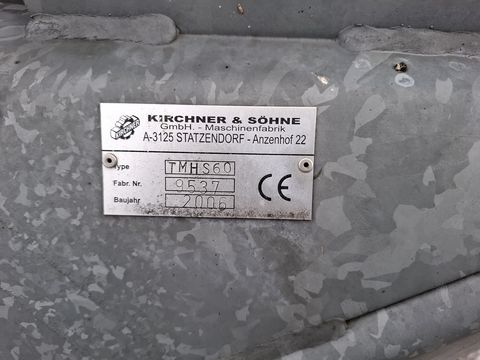 KIRCHNER & SÖHNE
GmbH. - Maschinenfabrik
A-3125 STATZENDORF - Anzenhof 22
Type TMHS60
Fabr. Nr. 9537
Baujahr 2006
CE